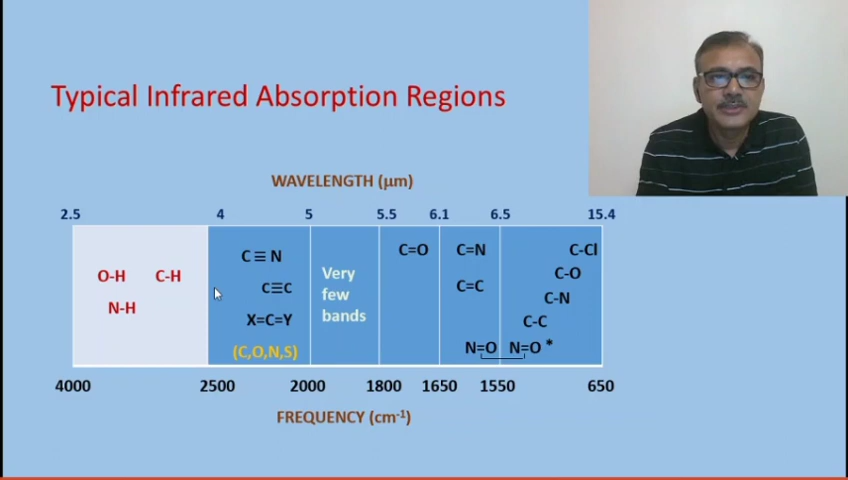 Typical Infrared Absorption Regions
WAVELENGTH (μm)
2.5 4 5 5.5 6.1 6.5 15.4
O-H C-H
N-H
C≡N
C≡C
X=C=Y
(C,O,N,S)
Very
few
bands
C=O
C=N
C=C
N=O N=O *
C-Cl
C-O
C-N
C-C
4000 2500 2000 1800 1650 1550 650
FREQUENCY (cm⁻¹)